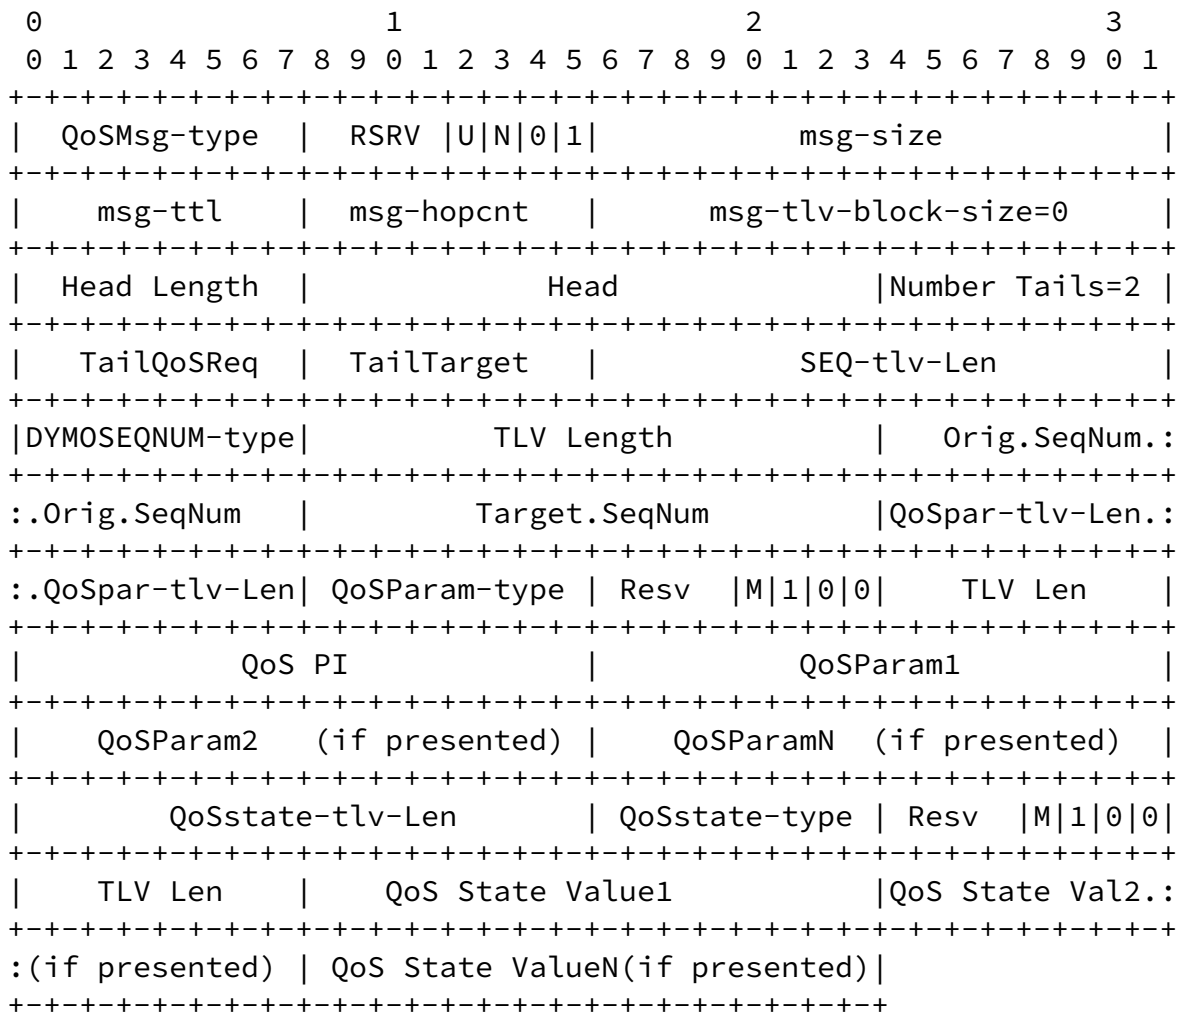 0                   1                   2                   3
 0 1 2 3 4 5 6 7 8 9 0 1 2 3 4 5 6 7 8 9 0 1 2 3 4 5 6 7 8 9 0 1
+-+-+-+-+-+-+-+-+-+-+-+-+-+-+-+-+-+-+-+-+-+-+-+-+-+-+-+-+-+-+-+-+
|  QoSMsg-type  |  RSRV |U|N|0|1|           msg-size            |
+-+-+-+-+-+-+-+-+-+-+-+-+-+-+-+-+-+-+-+-+-+-+-+-+-+-+-+-+-+-+-+-+
|    msg-ttl    |  msg-hopcnt   |      msg-tlv-block-size=0     |
+-+-+-+-+-+-+-+-+-+-+-+-+-+-+-+-+-+-+-+-+-+-+-+-+-+-+-+-+-+-+-+-+
|  Head Length  |             Head              |Number Tails=2 |
+-+-+-+-+-+-+-+-+-+-+-+-+-+-+-+-+-+-+-+-+-+-+-+-+-+-+-+-+-+-+-+-+
|   TailQoSReq  |  TailTarget   |           SEQ-tlv-Len         |
+-+-+-+-+-+-+-+-+-+-+-+-+-+-+-+-+-+-+-+-+-+-+-+-+-+-+-+-+-+-+-+-+
|DYMOSEQNUM-type|          TLV Length           |   Orig.SeqNum.:
+-+-+-+-+-+-+-+-+-+-+-+-+-+-+-+-+-+-+-+-+-+-+-+-+-+-+-+-+-+-+-+-+
:.Orig.SeqNum   |         Target.SeqNum         |QoSpar-tlv-Len.:
+-+-+-+-+-+-+-+-+-+-+-+-+-+-+-+-+-+-+-+-+-+-+-+-+-+-+-+-+-+-+-+-+
:.QoSpar-tlv-Len| QoSParam-type | Resv  |M|1|0|0|    TLV Len    |
+-+-+-+-+-+-+-+-+-+-+-+-+-+-+-+-+-+-+-+-+-+-+-+-+-+-+-+-+-+-+-+-+
|            QoS PI             |           QoSParam1           |
+-+-+-+-+-+-+-+-+-+-+-+-+-+-+-+-+-+-+-+-+-+-+-+-+-+-+-+-+-+-+-+-+
|    QoSParam2   (if presented) |    QoSParamN  (if presented)  |
+-+-+-+-+-+-+-+-+-+-+-+-+-+-+-+-+-+-+-+-+-+-+-+-+-+-+-+-+-+-+-+-+
|        QoSstate-tlv-Len       | QoSstate-type | Resv  |M|1|0|0|
+-+-+-+-+-+-+-+-+-+-+-+-+-+-+-+-+-+-+-+-+-+-+-+-+-+-+-+-+-+-+-+-+
|    TLV Len    |    QoS State Value1           |QoS State Val2.:
+-+-+-+-+-+-+-+-+-+-+-+-+-+-+-+-+-+-+-+-+-+-+-+-+-+-+-+-+-+-+-+-+
:(if presented) | QoS State ValueN(if presented)|
+-+-+-+-+-+-+-+-+-+-+-+-+-+-+-+-+-+-+-+-+-+-+-+-+